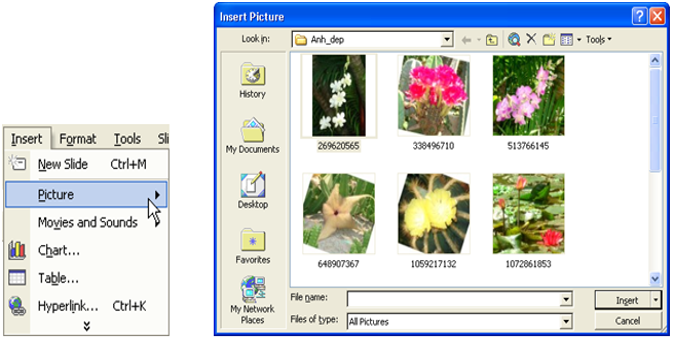 Insert Format Tools Sli
New Slide Ctrl+M
Picture
Movies and Sounds
Chart...
Table...
Hyperlink... Ctrl+K
Insert Picture
Look in: Anh_dep Tools
History
My Documents
Desktop
Favorites
My Network
Places
269620565 338496710 513766145
648907367 1059217132 1072861853
File name: Insert
Files of type: All Pictures Cancel